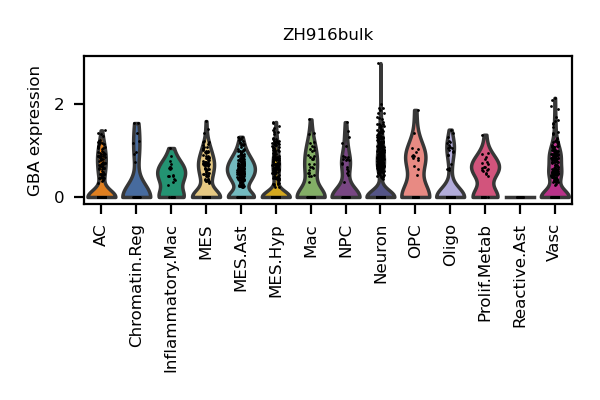 ZH916bulk
GBA expression
2
0
AC
Chromatin.Reg
Inflammatory.Mac
MES
MES.Ast
MES.Hyp
Mac
NPC
Neuron
OPC
Oligo
Prolif.Metab
Reactive.Ast
Vasc